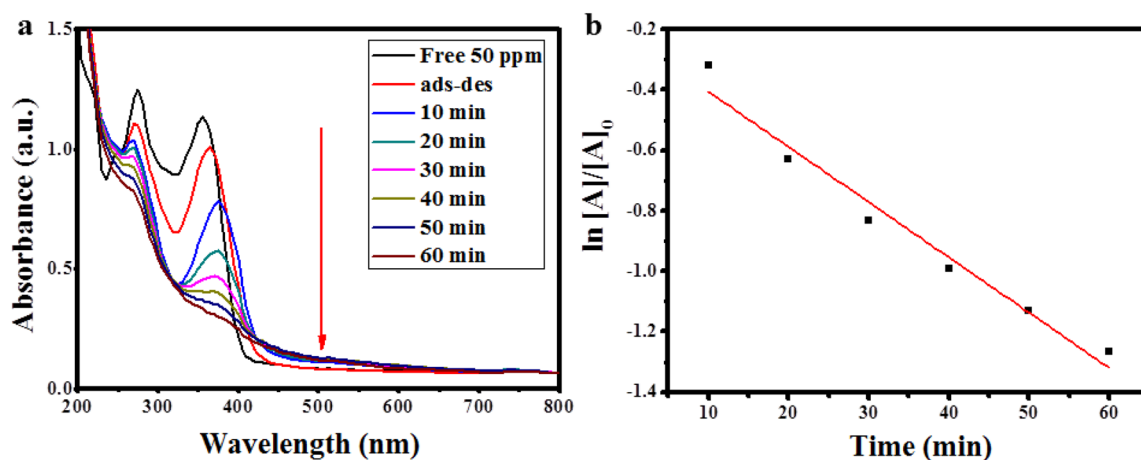 a
1.5
1.0
0.5
0.0
Absorbance (a.u.)
200 300 400 500 600 700 800
Wavelength (nm)
Free 50 ppm
ads-des
10 min
20 min
30 min
40 min
50 min
60 min
b
-0.2
-0.4
-0.6
-0.8
-1.0
-1.2
-1.4
ln [A]/[A]0
10 20 30 40 50 60
Time (min)